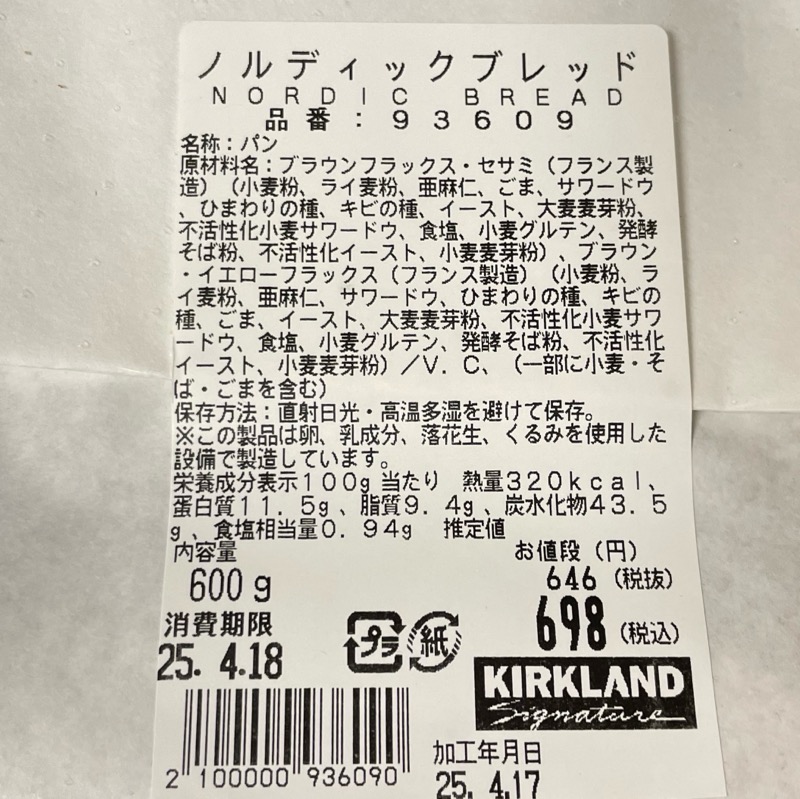 ノルディックブレッド
NORDIC BREAD
品番：93609
名称：パン
原材料名：ブラウンフラックス・セサミ（フランス製
造）（小麦粉、ライ麦粉、亜麻仁、ごま、サワードウ
、ひまわりの種、キビの種、イースト、大麦麦芽粉、
不活性化小麦サワードウ、食塩、小麦グルテン、発酵
そば粉、不活性化イースト、小麦麦芽粉）、ブラウン
・イエローフラックス（フランス製造）（小麦粉、ラ
イ麦粉、亜麻仁、サワードウ、ひまわりの種、キビの
種、ごま、イースト、大麦麦芽粉、不活性化小麦サワ
ードウ、食塩、小麦グルテン、発酵そば粉、不活性化
イースト、小麦麦芽粉）／V．C、（一部に小麦・そ
ば・ごまを含む）
保存方法：直射日光・高温多湿を避けて保存。
※この製品は卵、乳成分、落花生、くるみを使用した
設備で製造しています。
栄養成分表示100g当たり　熱量320kcal、
蛋白質11．5g、脂質9．4g、炭水化物43．5
g、食塩相当量0．94g　推定値
内容量 お値段（円）
600g 646（税抜）
698（税込）
消費期限
25. 4.18
プラ 紙
KIRKLAND
Signature
2 100000 936090
加工年月日
25. 4.17